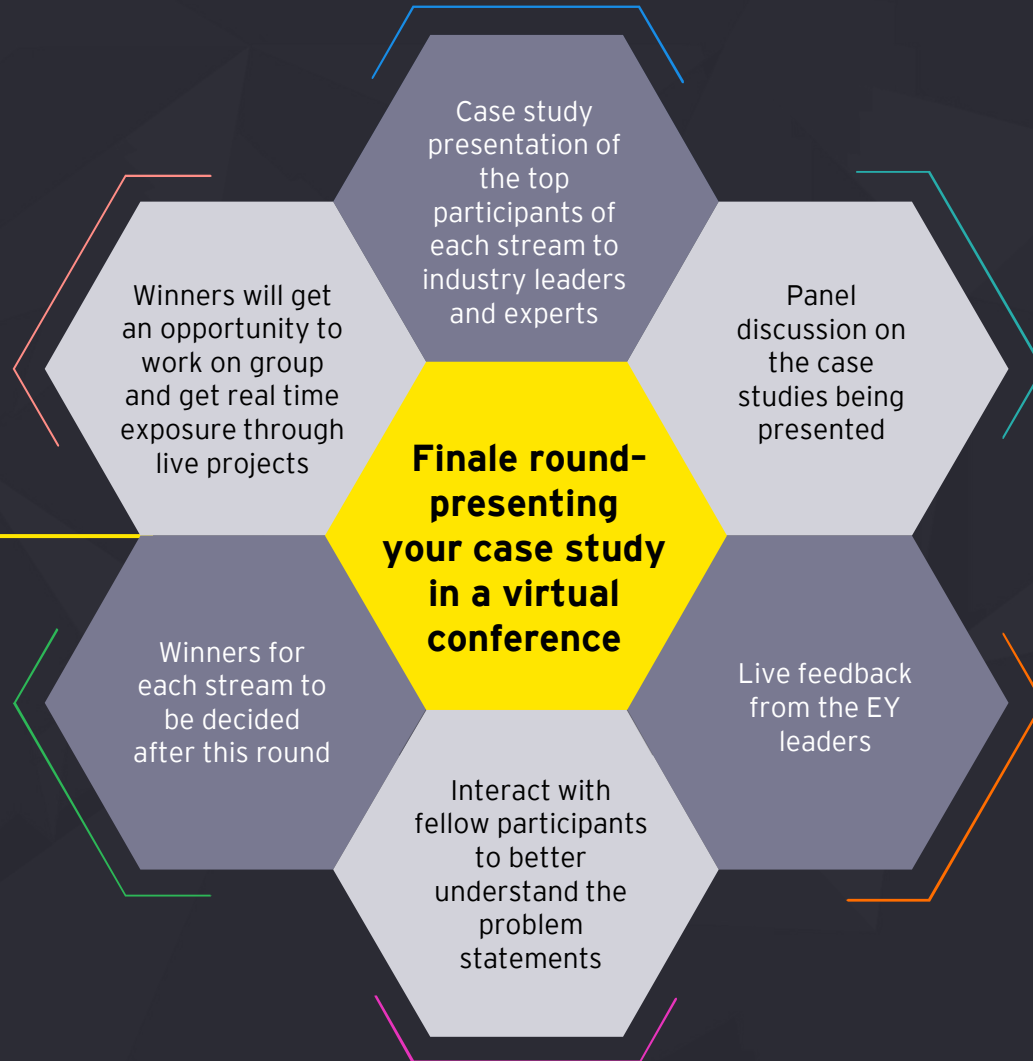 Case study
presentation of
the top
participants of
each stream to
industry leaders
and experts
Panel
discussion on
the case
studies being
presented
Live feedback
from the EY
leaders
Interact with
fellow participants
to better
understand the
problem
statements
Winners for
each stream to
be decided
after this round
Winners will get
an opportunity to
work on group
and get real time
exposure through
live projects
Finale round–
presenting
your case study
in a virtual
conference